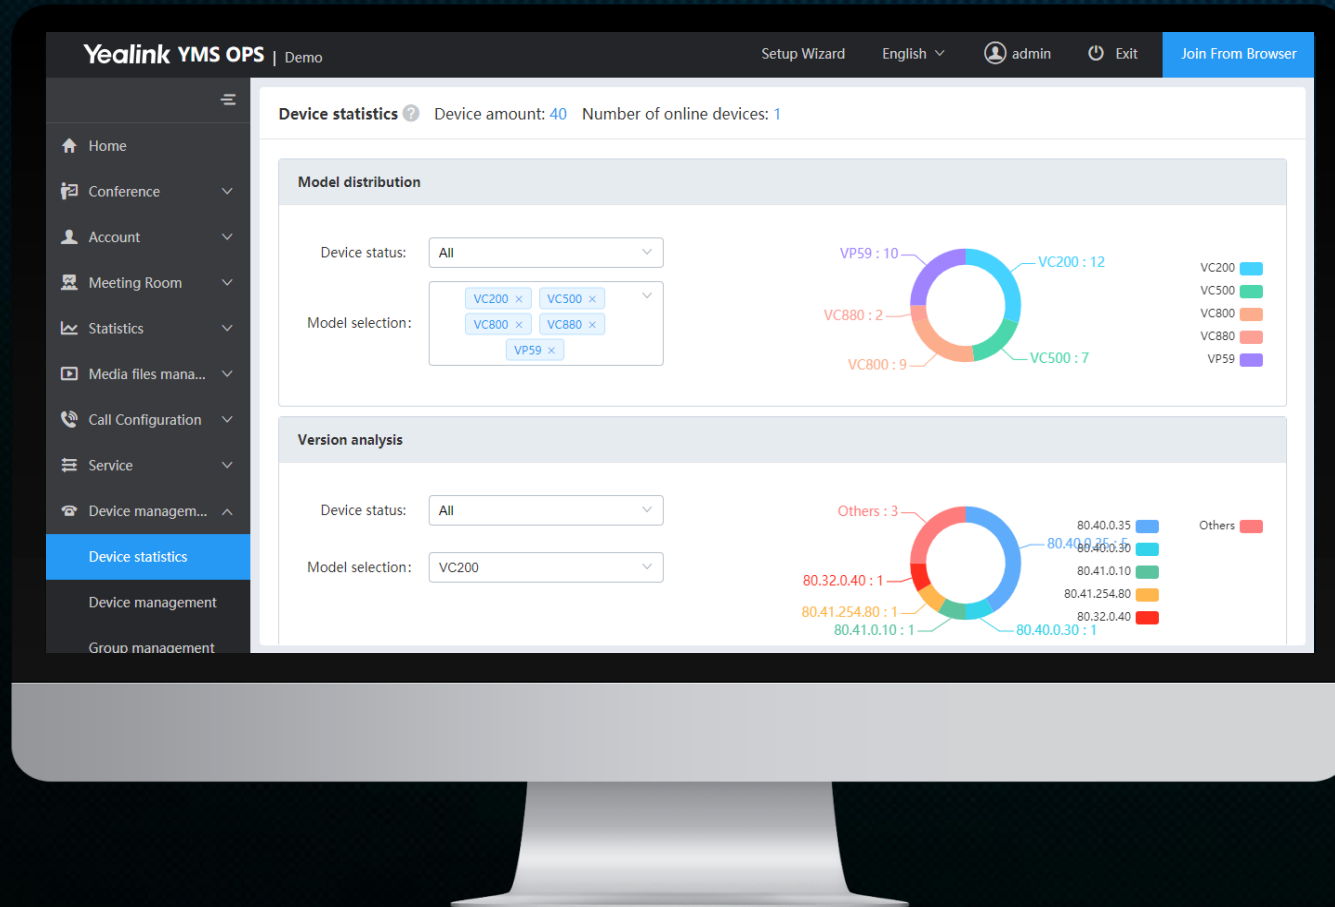 Yealink YMS OPS | Demo
Setup Wizard English admin Exit Join From Browser
Device statistics ? Device amount: 40 Number of online devices: 1
Home
Conference
Account
Meeting Room
Statistics
Media files mana...
Call Configuration
Service
Device managem...
Device statistics
Device management
Group management
Model distribution
Device status: All
Model selection: VC200 × VC500 ×
VC800 × VC880 ×
VP59 ×
VP59 : 10
VC200 : 12
VC880 : 2
VC800 : 9
VC500 : 7
VC200
VC500
VC800
VC880
VP59
Version analysis
Device status: All
Model selection: VC200
Others : 3
80.40.0.35 : 5
80.32.0.40 : 1
80.41.254.80 : 1
80.41.0.10 : 1
80.40.0.30 : 1
80.40.0.35
80.40.0.30
80.41.0.10
80.41.254.80
80.32.0.40
Others